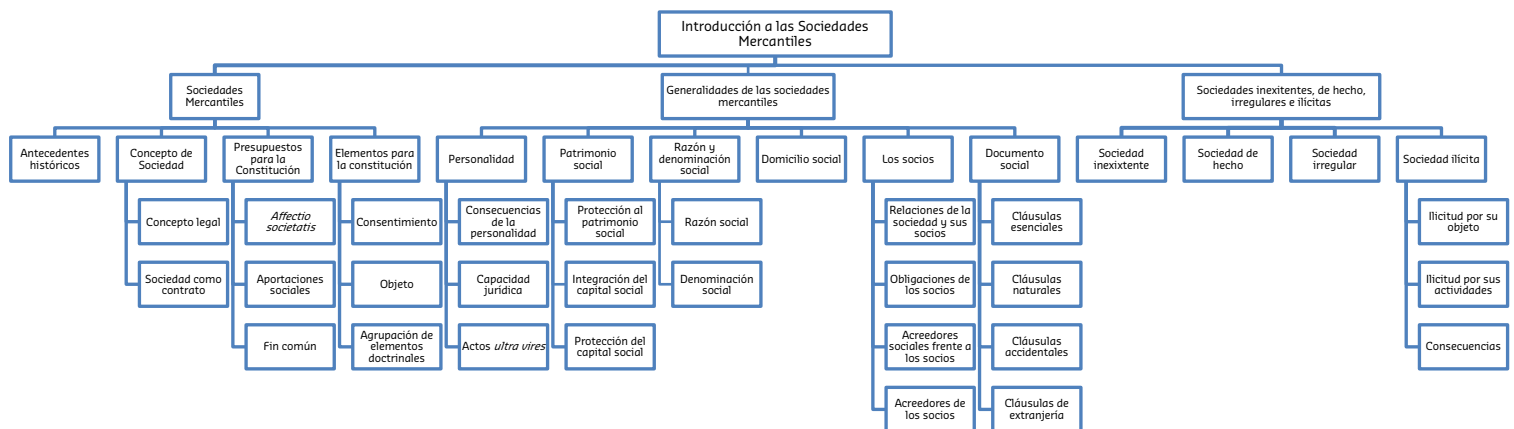 Introducción a las Sociedades
Mercantiles
Sociedades
Mercantiles
Generalidades de las sociedades
mercantiles
Sociedades inexitentes, de hecho,
irregulares e ilícitas
Antecedentes
históricos
Concepto de
Sociedad
Presupuestos
para la
Constitución
Elementos para
la constitución
Personalidad
Patrimonio
social
Razón y
denominación
social
Domicilio social
Los socios
Documento
social
Sociedad
inexixtente
Sociedad de
hecho
Sociedad
irregular
Sociedad ilícita
Concepto legal
Affectio
societatis
Consentimiento
Consecuencias
de la
personalidad
Protección al
patrimonio
social
Razón social
Relaciones de la
sociedad y sus
socios
Cláusulas
esenciales
Ilicitud por su
objeto
Sociedad como
contrato
Aportaciones
sociales
Objeto
Capacidad
jurídica
Integración del
capital social
Denominación
social
Obligaciones de
los socios
Cláusulas
naturales
Ilicitud por sus
actividades
Fin común
Agrupación de
elementos
doctrinales
Actos ultra vires
Protección del
capital social
Acreedores
sociales frente a
los socios
Cláusulas
accidentales
Consecuencias
Acreedores de
los socios
Cláusulas de
extranjería